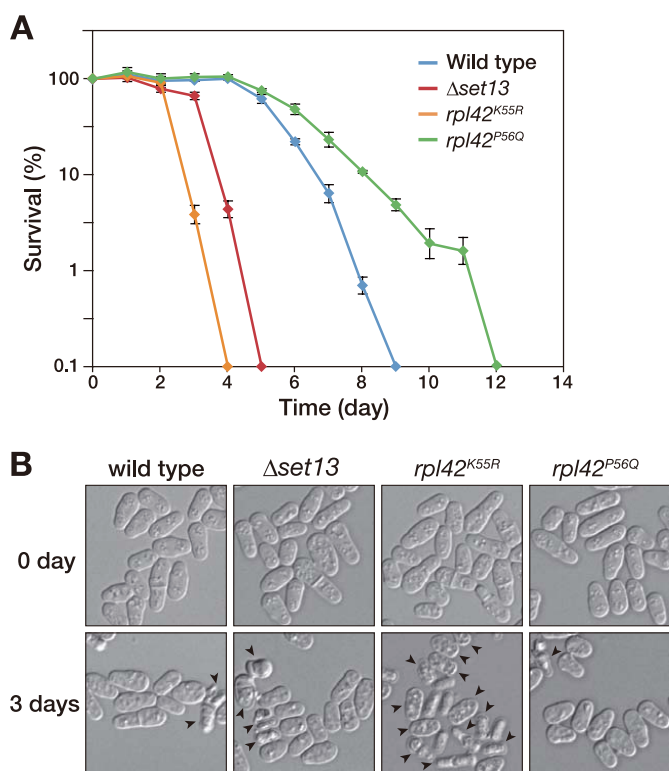 A
Survival (%)
100
10
1
0.1
0 2 4 6 8 10 12 14
Time (day)
Wild type
Δset13
rpl42K55R
rpl42P56Q
B
wild type Δset13 rpl42K55R rpl42P56Q
0 day
3 days